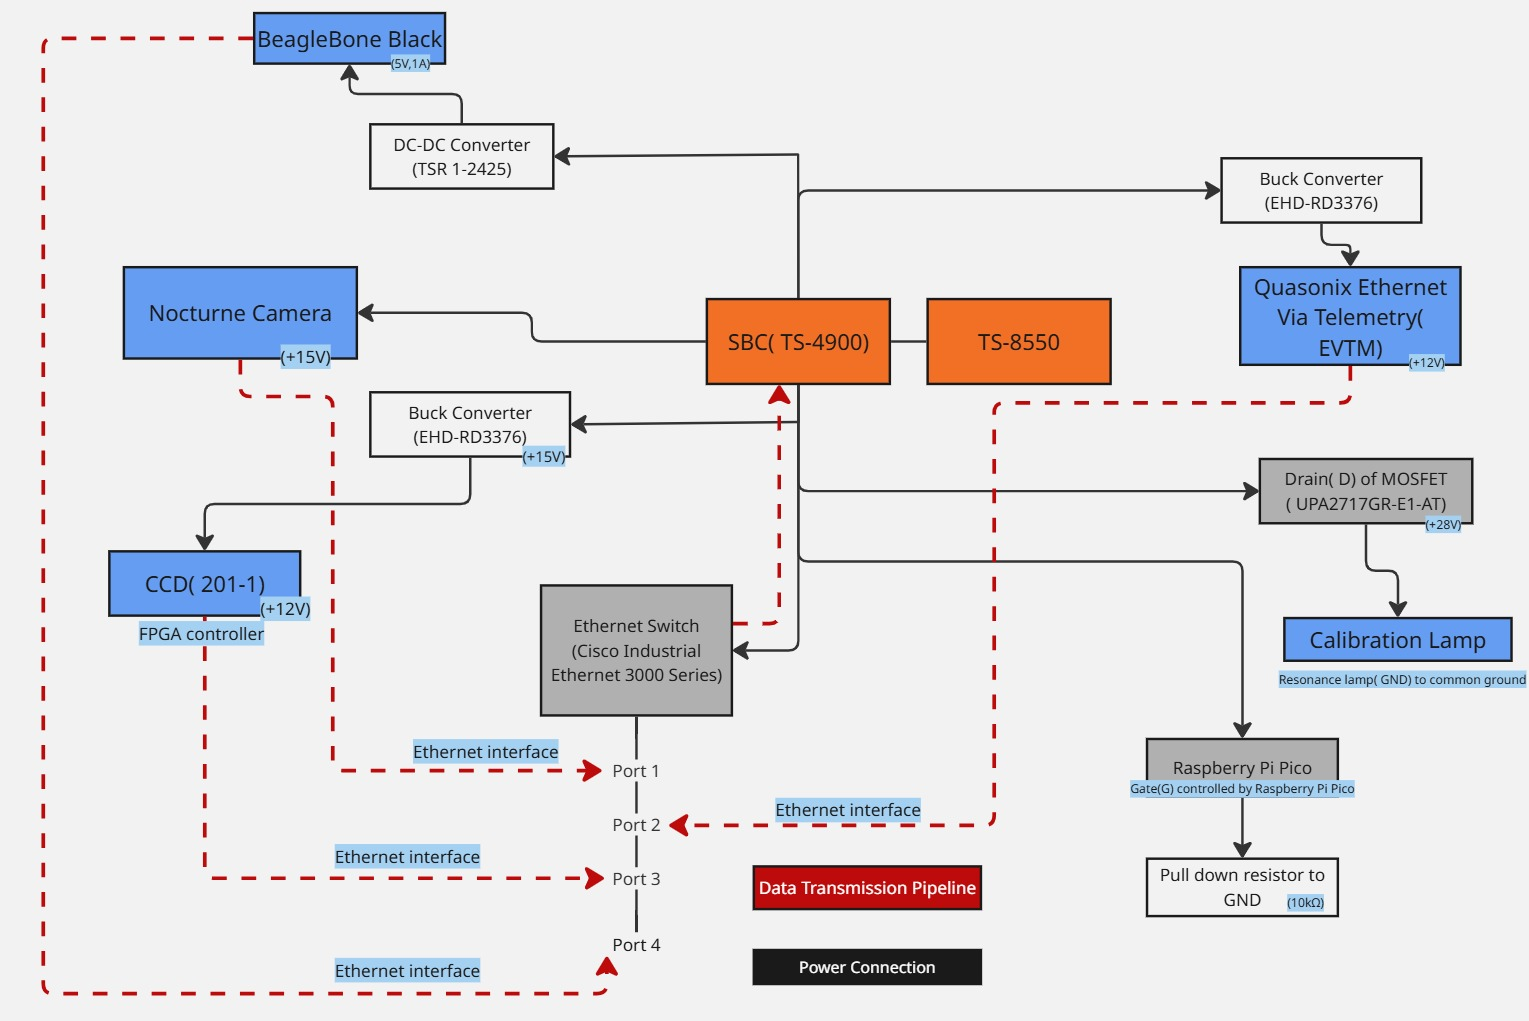 BeagleBone Black
(5V,1A)
DC-DC Converter
(TSR 1-2425)
Buck Converter
(EHD-RD3376)
Nocturne Camera
(+15V)
SBC( TS-4900)
TS-8550
Quasonix Ethernet
Via Telemetry(
EVTM)
(+12V)
Buck Converter
(EHD-RD3376)
(+15V)
Drain( D) of MOSFET
( UPA2717GR-E1-AT)
(+28V)
CCD( 201-1)
(+12V)
FPGA controller
Ethernet Switch
(Cisco Industrial
Ethernet 3000 Series)
Calibration Lamp
Resonance lamp( GND) to common ground
Ethernet interface
Port 1
Raspberry Pi Pico
Gate(G) controlled by Raspberry Pi Pico
Ethernet interface
Port 2
Ethernet interface
Port 3
Data Transmission Pipeline
Pull down resistor to
GND
(10kΩ)
Port 4
Ethernet interface
Power Connection